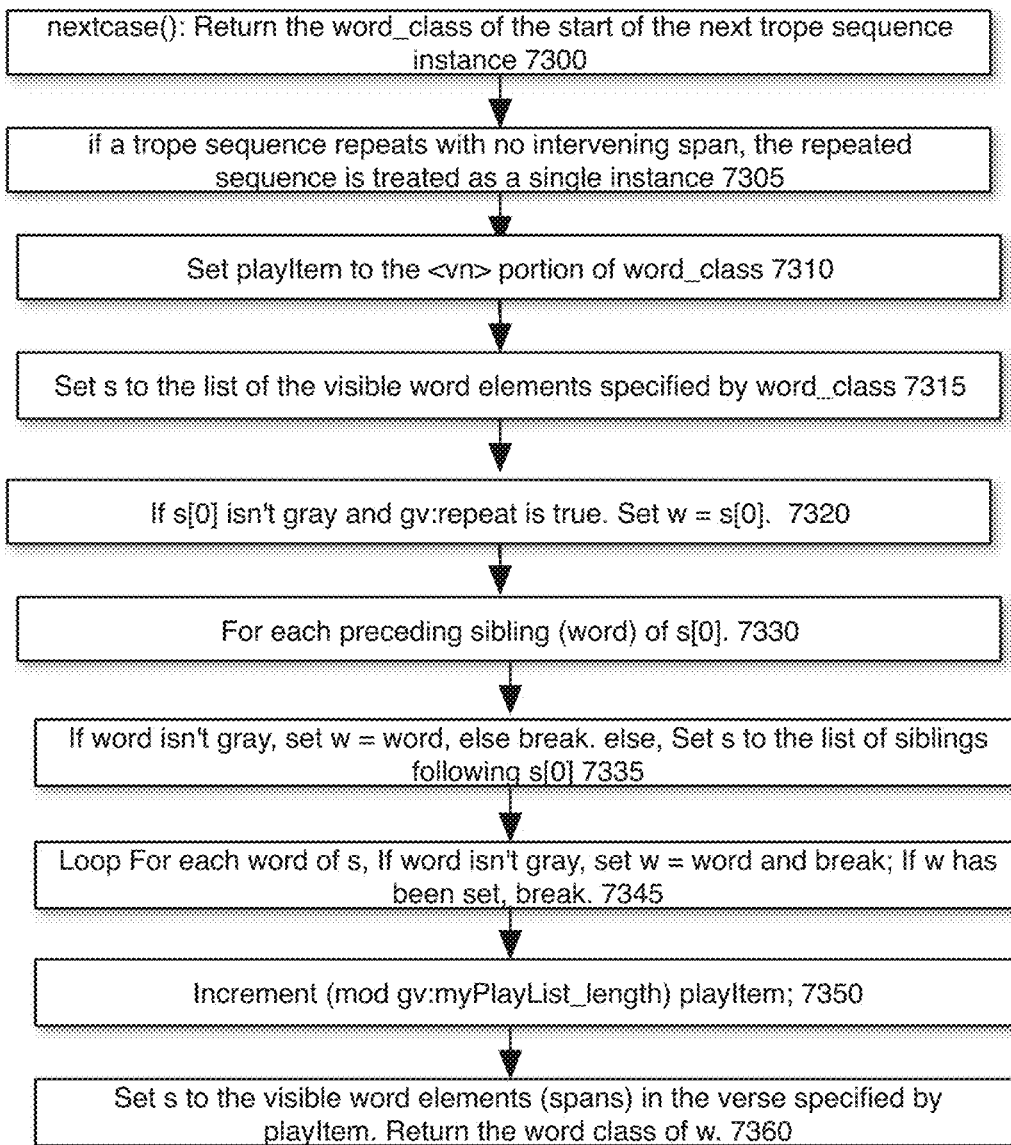 nextcase(): Return the word_class of the start of the next trope sequence
instance 7300
if a trope sequence repeats with no intervening span, the repeated
sequence is treated as a single instance 7305
Set playItem to the <vn> portion of word_class 7310
Set s to the list of the visible word elements specified by word_class 7315
If s[0] isn't gray and gv:repeat is true. Set w = s[0]. 7320
For each preceding sibling (word) of s[0]. 7330
If word isn't gray, set w = word, else break. else, Set s to the list of siblings
following s[0] 7335
Loop For each word of s, If word isn't gray, set w = word and break; If w has
been set, break. 7345
Increment (mod gv:myPlayList_length) playItem; 7350
Set s to the visible word elements (spans) in the verse specified by
playItem. Return the word class of w. 7360